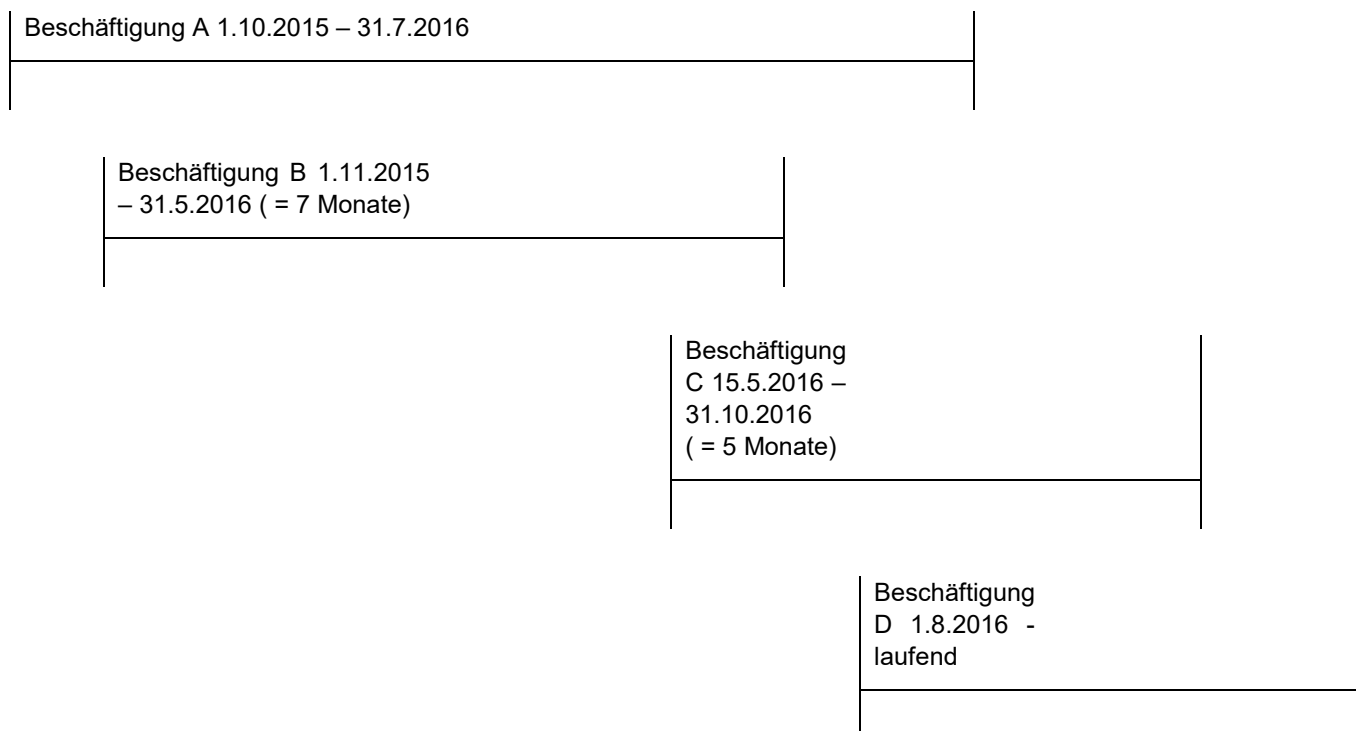 Beschäftigung A 1.10.2015 – 31.7.2016
Beschäftigung B 1.11.2015
– 31.5.2016 ( = 7 Monate)
Beschäftigung
C 15.5.2016 –
31.10.2016
( = 5 Monate)
Beschäftigung
D 1.8.2016 -
laufend